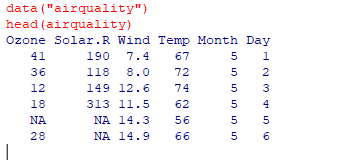 data("airquality")
head(airquality)
Ozone Solar.R Wind Temp Month Day
41 190 7.4 67 5 1
36 118 8.0 72 5 2
12 149 12.6 74 5 3
18 313 11.5 62 5 4
NA NA 14.3 56 5 5
28 NA 14.9 66 5 6